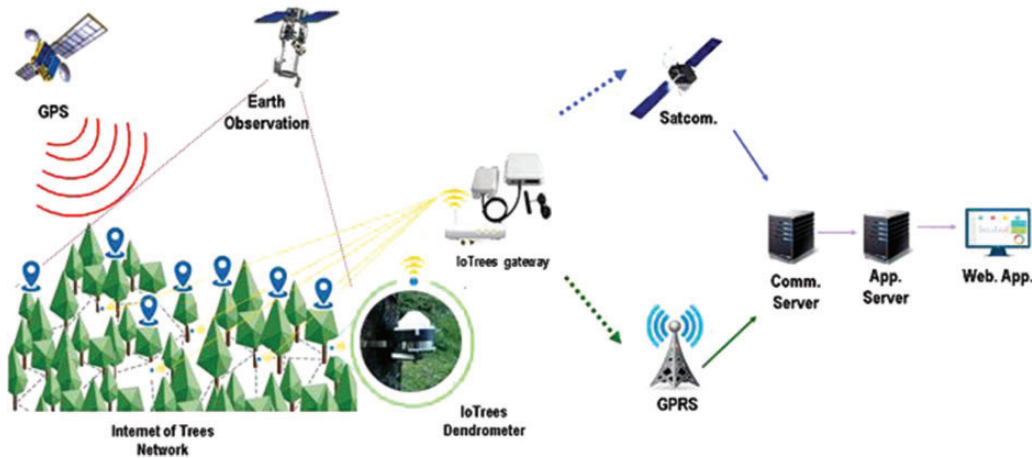 GPS
Earth
Observation
Satcom.
IoTrees gateway
Comm.
Server
App.
Server
Web. App.
GPRS
IoTrees
Dendrometer
Internet of Trees
Network